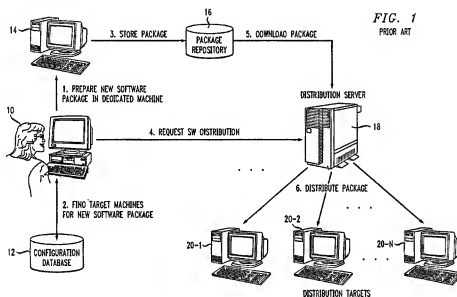 FIG. 1
PRIOR ART
16
14
3. STORE PACKAGE
PACKAGE
REPOSITORY
5. DOWNLOAD PACKAGE
1. PREPARE NEW SOFTWARE
PACKAGE IN DEDICATED MACHINE
DISTRIBUTION SERVER
10
18
4. REQUEST SW DISTRIBUTION
. . .
. . .
6. DISTRIBUTE PACKAGE
2. FIND TARGET MACHINES
FOR NEW SOFTWARE PACKAGE
20-1
20-2
. . .
20-N
12
CONFIGURATION
DATABASE
. . .
DISTRIBUTION TARGETS